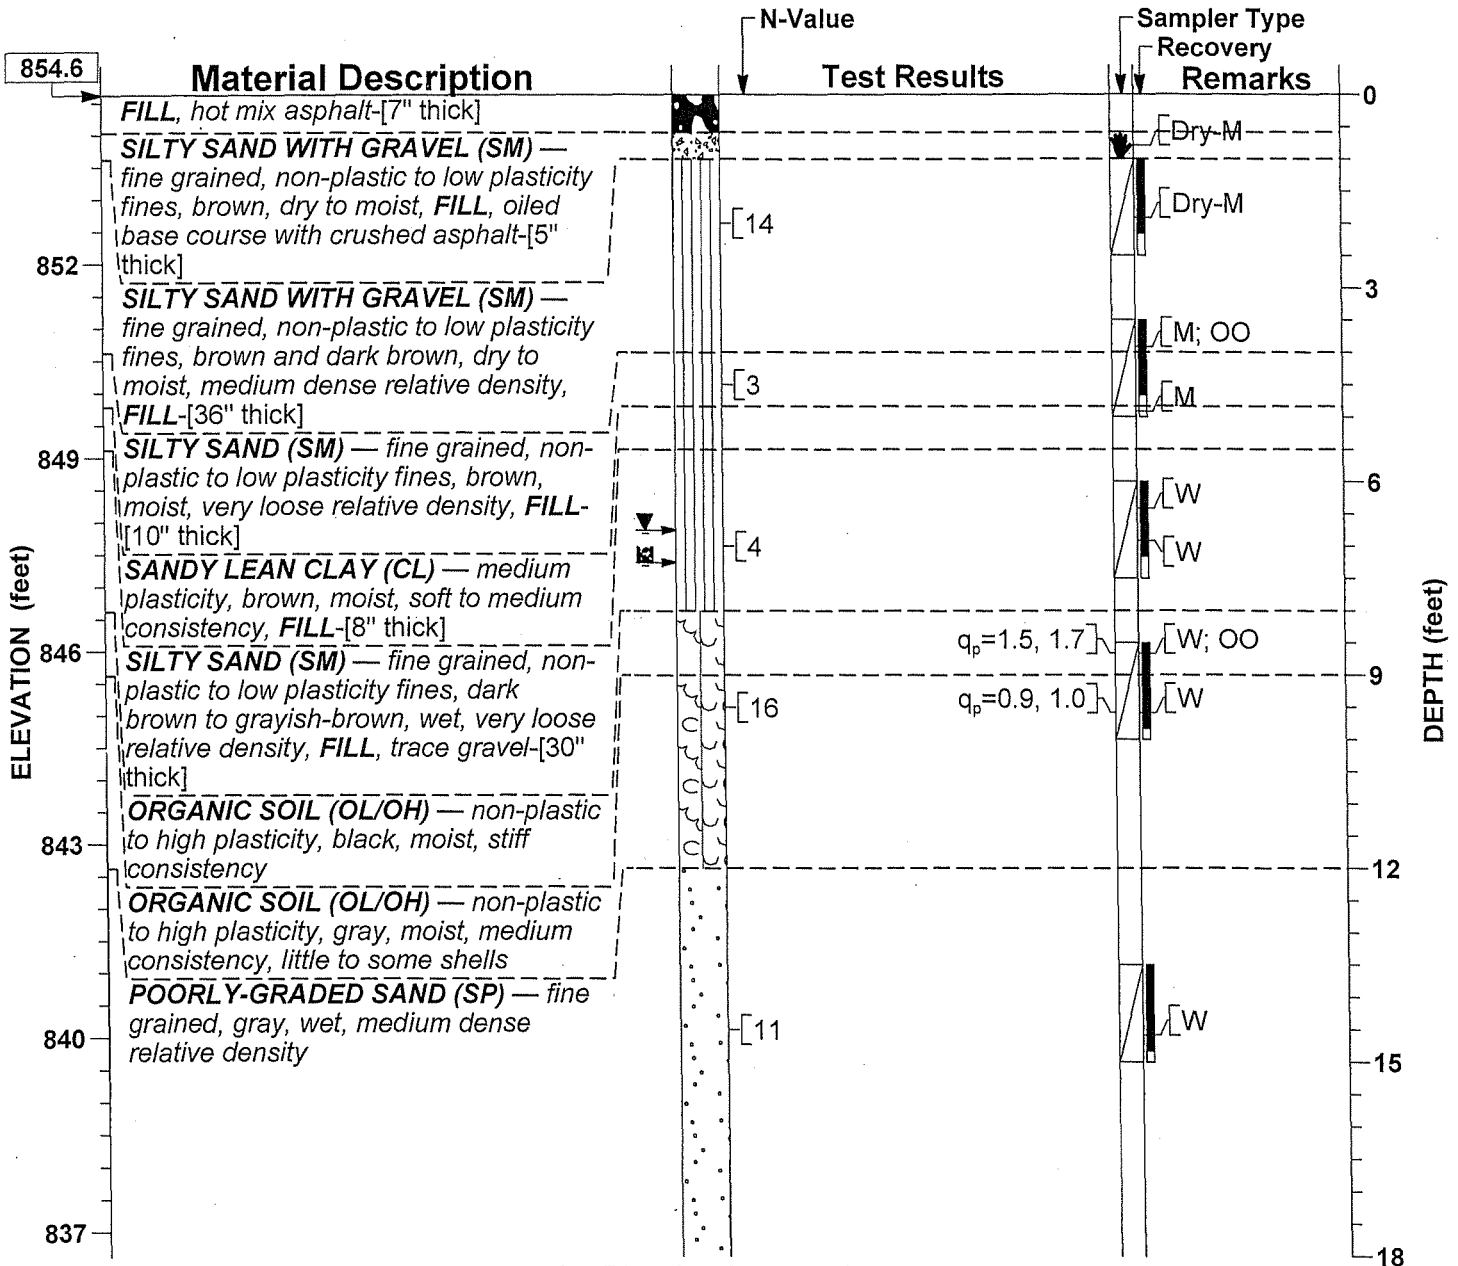 N-Value
Sampler Type
Recovery
854.6
Material Description
Test Results
Remarks
0
FILL, hot mix asphalt-[7" thick]
Dry-M
SILTY SAND WITH GRAVEL (SM) —
fine grained, non-plastic to low plasticity
fines, brown, dry to moist, FILL, oiled
base course with crushed asphalt-[5"
thick]
14
Dry-M
852
3
SILTY SAND WITH GRAVEL (SM) —
fine grained, non-plastic to low plasticity
fines, brown and dark brown, dry to
moist, medium dense relative density,
FILL-[36" thick]
M; OO
3
M
849
SILTY SAND (SM) — fine grained, non-
plastic to low plasticity fines, brown,
moist, very loose relative density, FILL-
[10" thick]
6
W
4
W
SANDY LEAN CLAY (CL) — medium
plasticity, brown, moist, soft to medium
consistency, FILL-[8" thick]
846
qp=1.5, 1.7
W; OO
SILTY SAND (SM) — fine grained, non-
plastic to low plasticity fines, dark
brown to grayish-brown, wet, very loose
relative density, FILL, trace gravel-[30"
thick]
9
16
qp=0.9, 1.0
W
ELEVATION (feet)
DEPTH (feet)
ORGANIC SOIL (OL/OH) — non-plastic
to high plasticity, black, moist, stiff
consistency
843
12
ORGANIC SOIL (OL/OH) — non-plastic
to high plasticity, gray, moist, medium
consistency, little to some shells
POORLY-GRADED SAND (SP) — fine
grained, gray, wet, medium dense
relative density
840
11
W
15
837
18